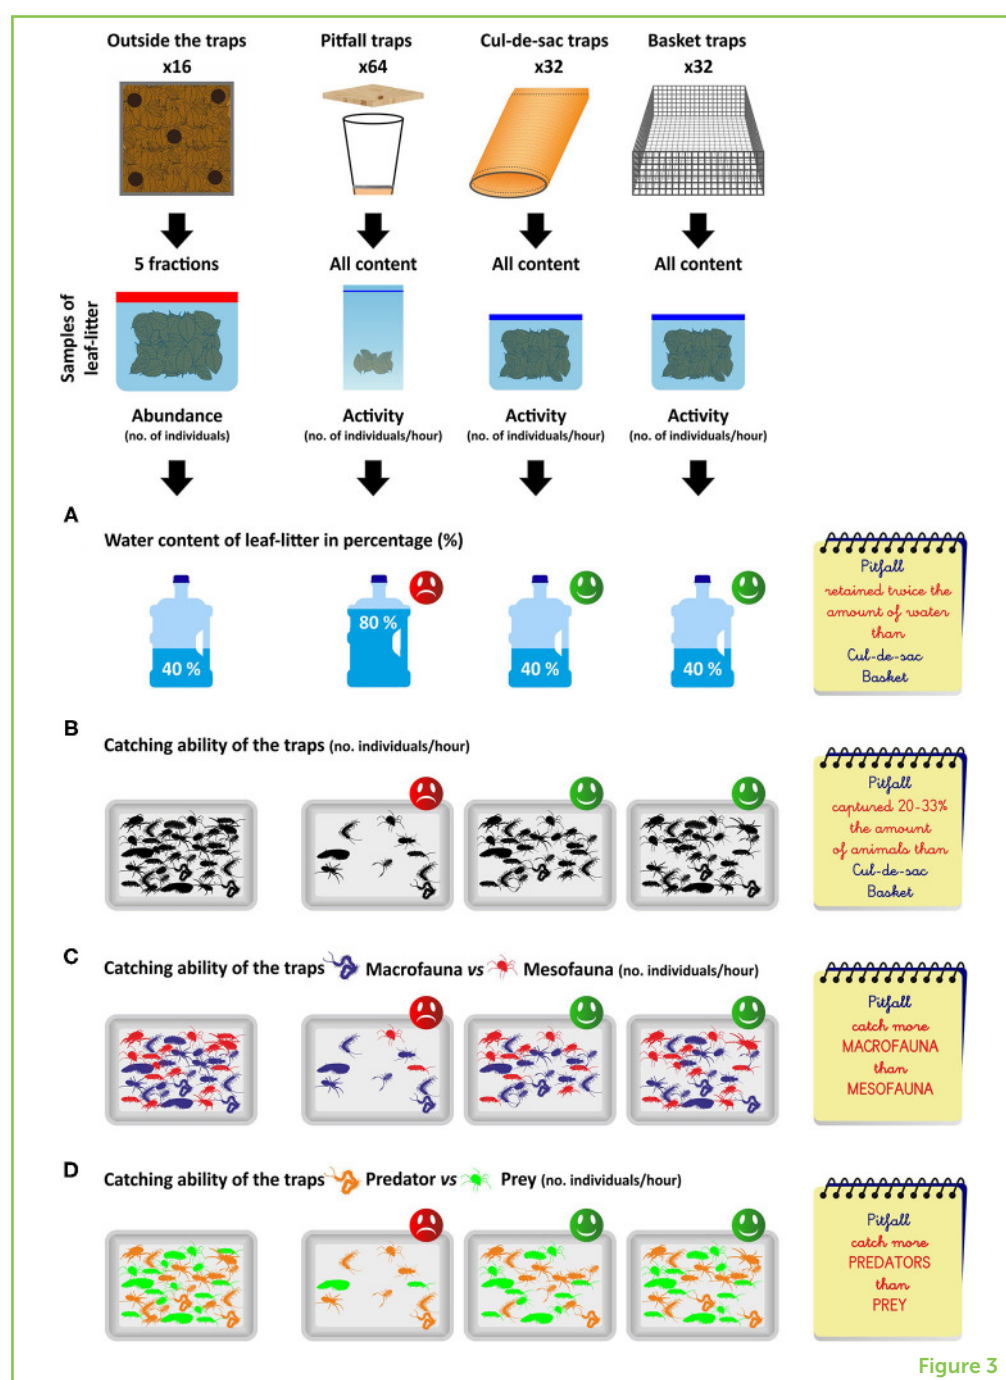 Outside the traps
x16
Pitfall traps
x64
Cul-de-sac traps
x32
Basket traps
x32
5 fractions
All content
All content
All content
Samples of
leaf-litter
Abundance
(no. of individuals)
Activity
(no. of individuals/hour)
Activity
(no. of individuals/hour)
Activity
(no. of individuals/hour)
A
Water content of leaf-litter in percentage (%)
40 %
80 %
40 %
40 %
Pitfall
retained twice the
amount of water
than
Cul-de-sac
Basket
B
Catching ability of the traps (no. individuals/hour)
Pitfall
captured 20-33%
the amount
of animals than
Cul-de-sac
Basket
C
Catching ability of the traps Macrofauna vs Mesofauna (no. individuals/hour)
Pitfall
catch more
MACROFAUNA
than
MESOFAUNA
D
Catching ability of the traps Predator vs Prey (no. individuals/hour)
Pitfall
catch more
PREDATORS
than
PREY
Figure 3